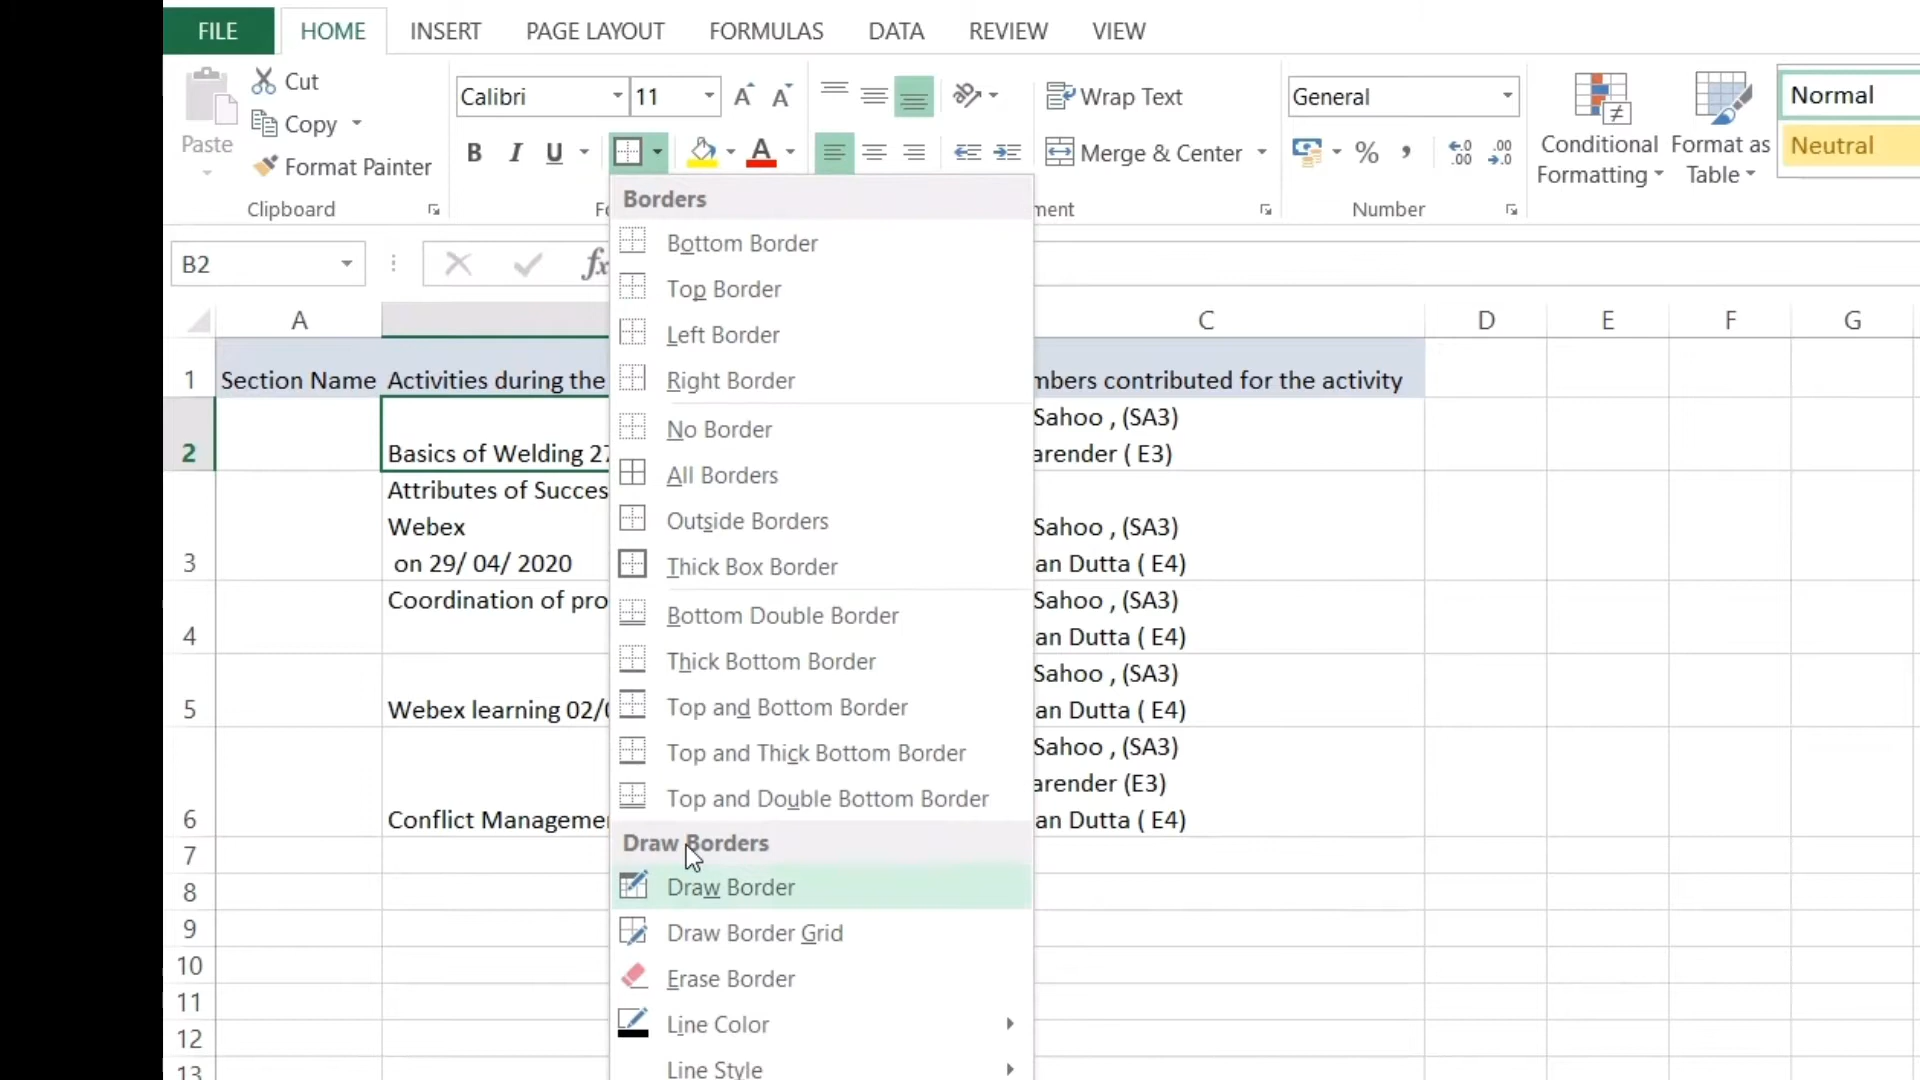 FILE HOME INSERT PAGE LAYOUT FORMULAS DATA REVIEW VIEW
Paste
Cut
Copy
Format Painter
Clipboard
Calibri 11
B I U
Wrap Text
Merge & Center
General
Number
Conditional
Formatting
Format as
Table
Normal
Neutral
B2
fx
A C D E F G
1 Section Name Activities during the
mbers contributed for the activity
2 Basics of Welding 27
Sahoo , (SA3)
arender ( E3)
3 Attributes of Succes
Webex
on 29/ 04/ 2020
Sahoo , (SA3)
an Dutta ( E4)
4 Coordination of pro
Sahoo , (SA3)
an Dutta ( E4)
5 Webex learning 02/0
Sahoo , (SA3)
an Dutta ( E4)
6 Conflict Manageme
Sahoo , (SA3)
arender (E3)
an Dutta ( E4)
7
8
9
10
11
12
13
Borders
Bottom Border
Top Border
Left Border
Right Border
No Border
All Borders
Outside Borders
Thick Box Border
Bottom Double Border
Thick Bottom Border
Top and Bottom Border
Top and Thick Bottom Border
Top and Double Bottom Border
Draw Borders
Draw Border
Draw Border Grid
Erase Border
Line Color
Line Style